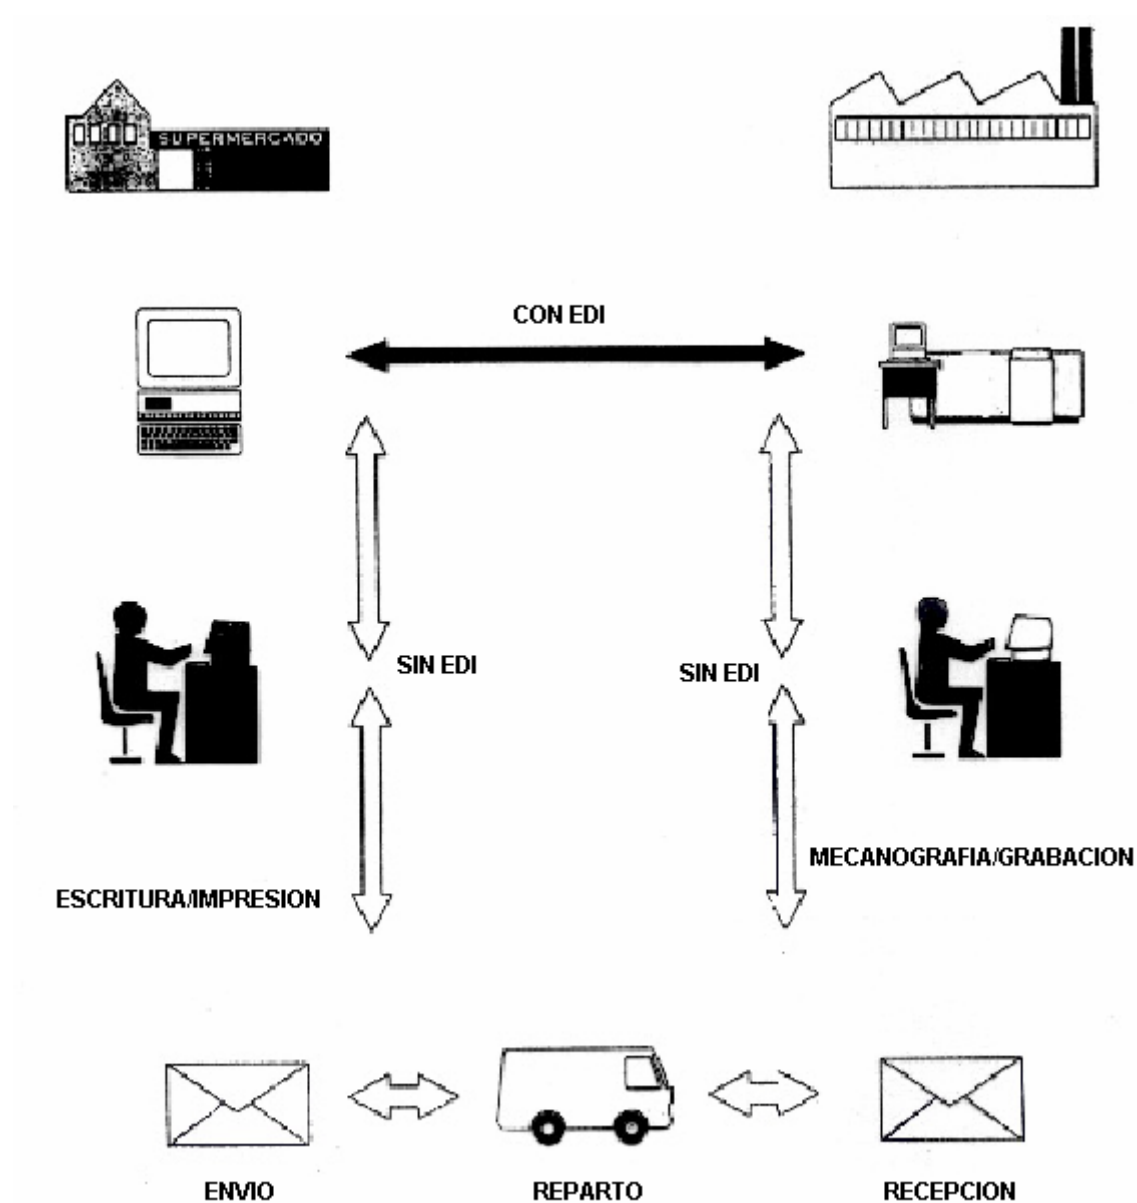 SUPERMERCADO
CON EDI
SIN EDI
SIN EDI
MECANOGRAFIA/GRABACION
ESCRITURA/IMPRESION
ENVIO
REPARTO
RECEPCION